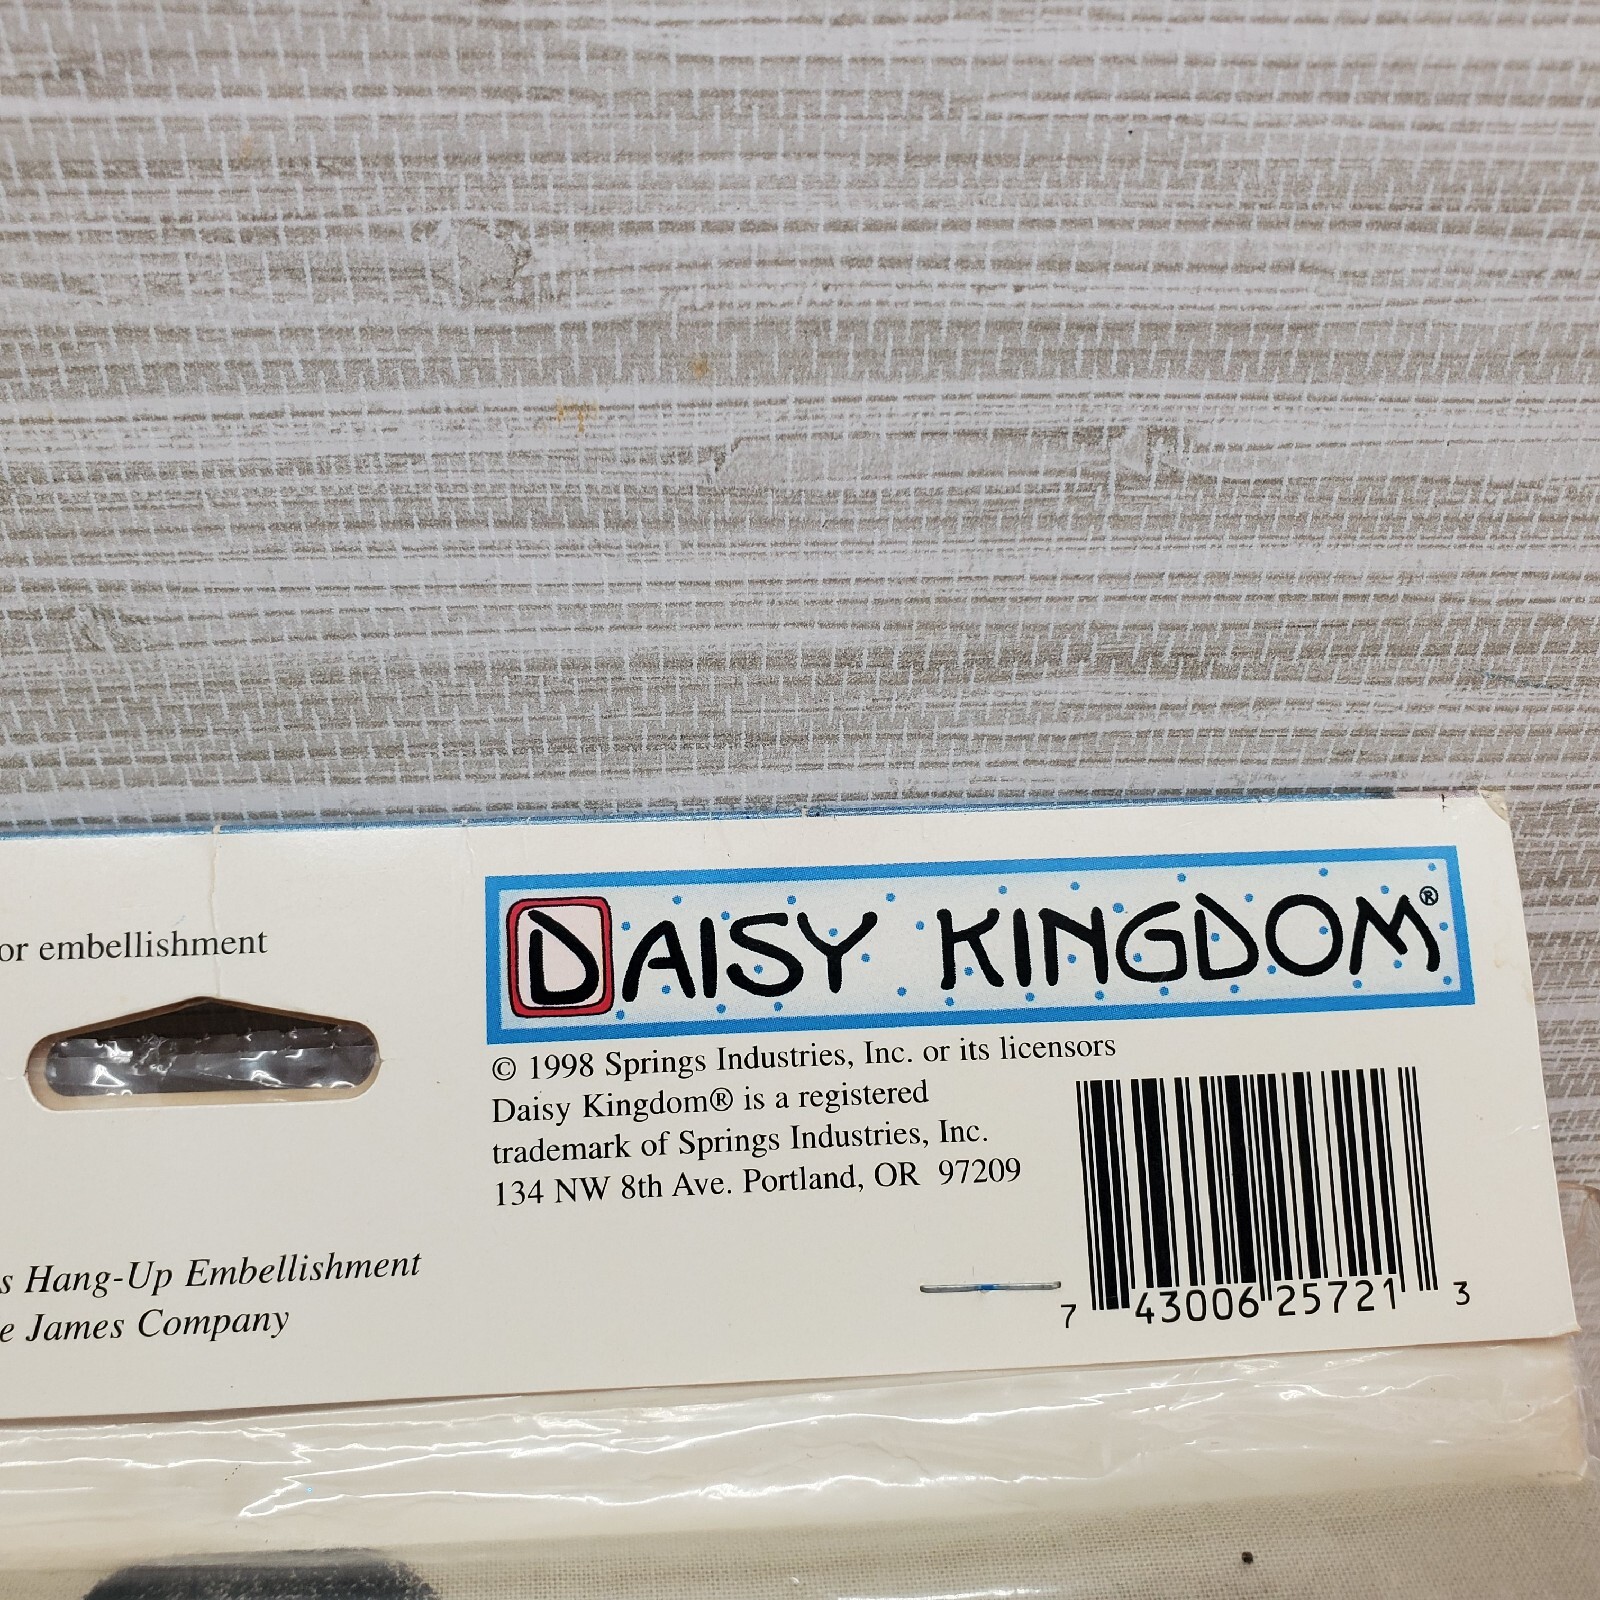 or embellishment
s Hang-Up Embellishment
e James Company
DAISY KINGDOM®
© 1998 Springs Industries, Inc. or its licensors
Daisy Kingdom® is a registered
trademark of Springs Industries, Inc.
134 NW 8th Ave. Portland, OR 97209
7 43006 25721 3